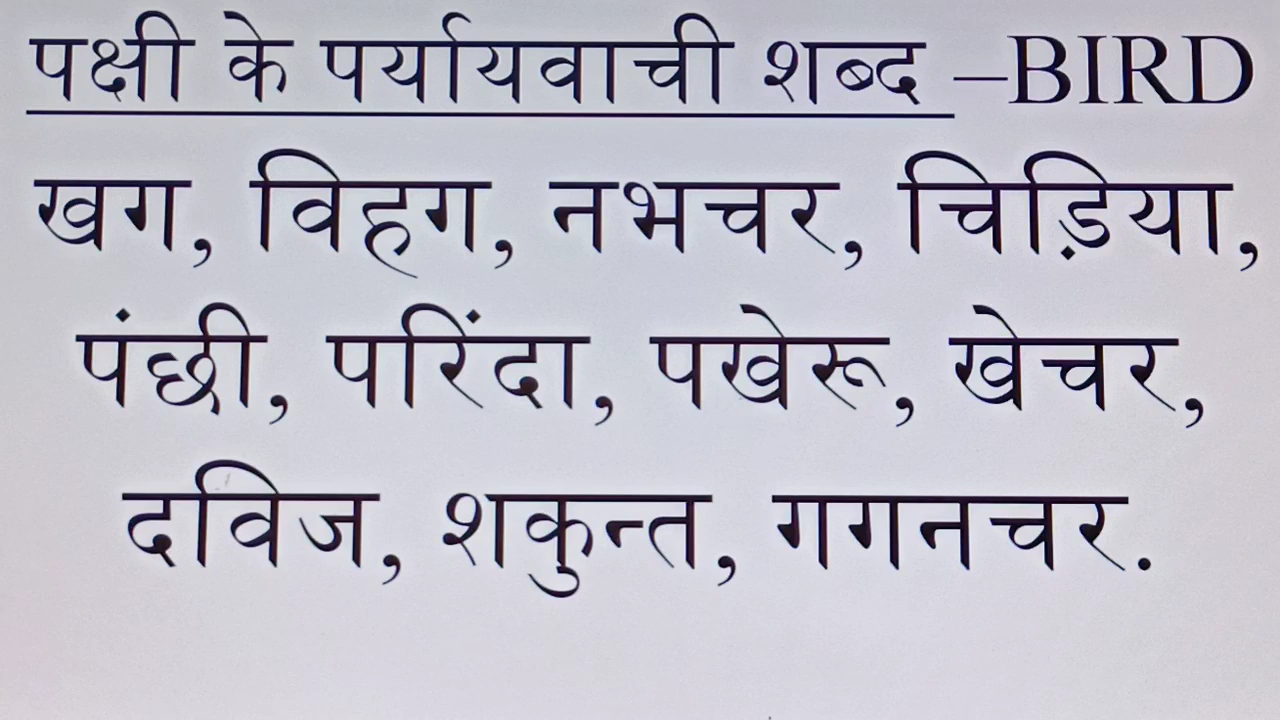 पक्षी के पर्यायवाची शब्द –BIRD
खग, विहग, नभचर, चिड़िया,
पंछी, परिंदा, पखेरू, खेचर,
दविज, शकुन्त, गगनचर.